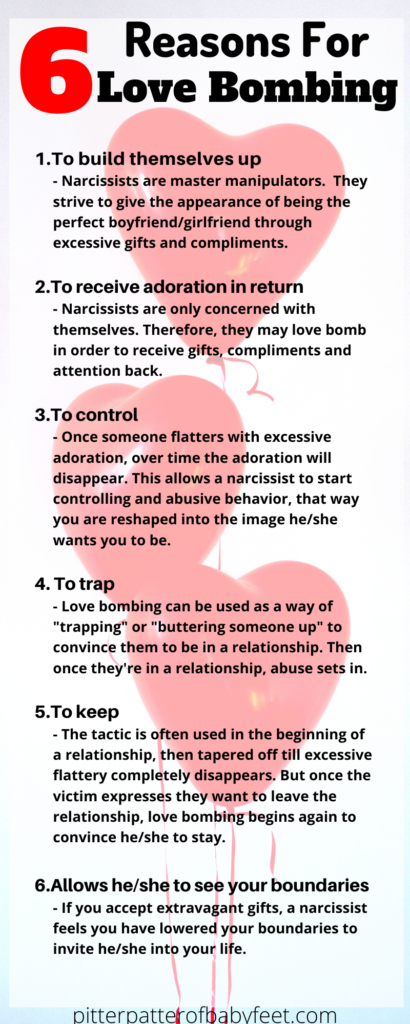 6 Reasons For
Love Bombing
1.To build themselves up
- Narcissists are master manipulators. They
strive to give the appearance of being the
perfect boyfriend/girlfriend through
excessive gifts and compliments.
2.To receive adoration in return
- Narcissists are only concerned with
themselves. Therefore, they may love bomb
in order to receive gifts, compliments and
attention back.
3.To control
- Once someone flatters with excessive
adoration, over time the adoration will
disappear. This allows a narcissist to start
controlling and abusive behavior, that way
you are reshaped into the image he/she
wants you to be.
4. To trap
- Love bombing can be used as a way of
"trapping" or "buttering someone up" to
convince them to be in a relationship. Then
once they're in a relationship, abuse sets in.
5.To keep
- The tactic is often used in the beginning of
a relationship, then tapered off till excessive
flattery completely disappears. But once the
victim expresses they want to leave the
relationship, love bombing begins again to
convince he/she to stay.
6.Allows he/she to see your boundaries
- If you accept extravagant gifts, a narcissist
feels you have lowered your boundaries to
invite he/she into your life.
pitterpatterofbabyfeet.com